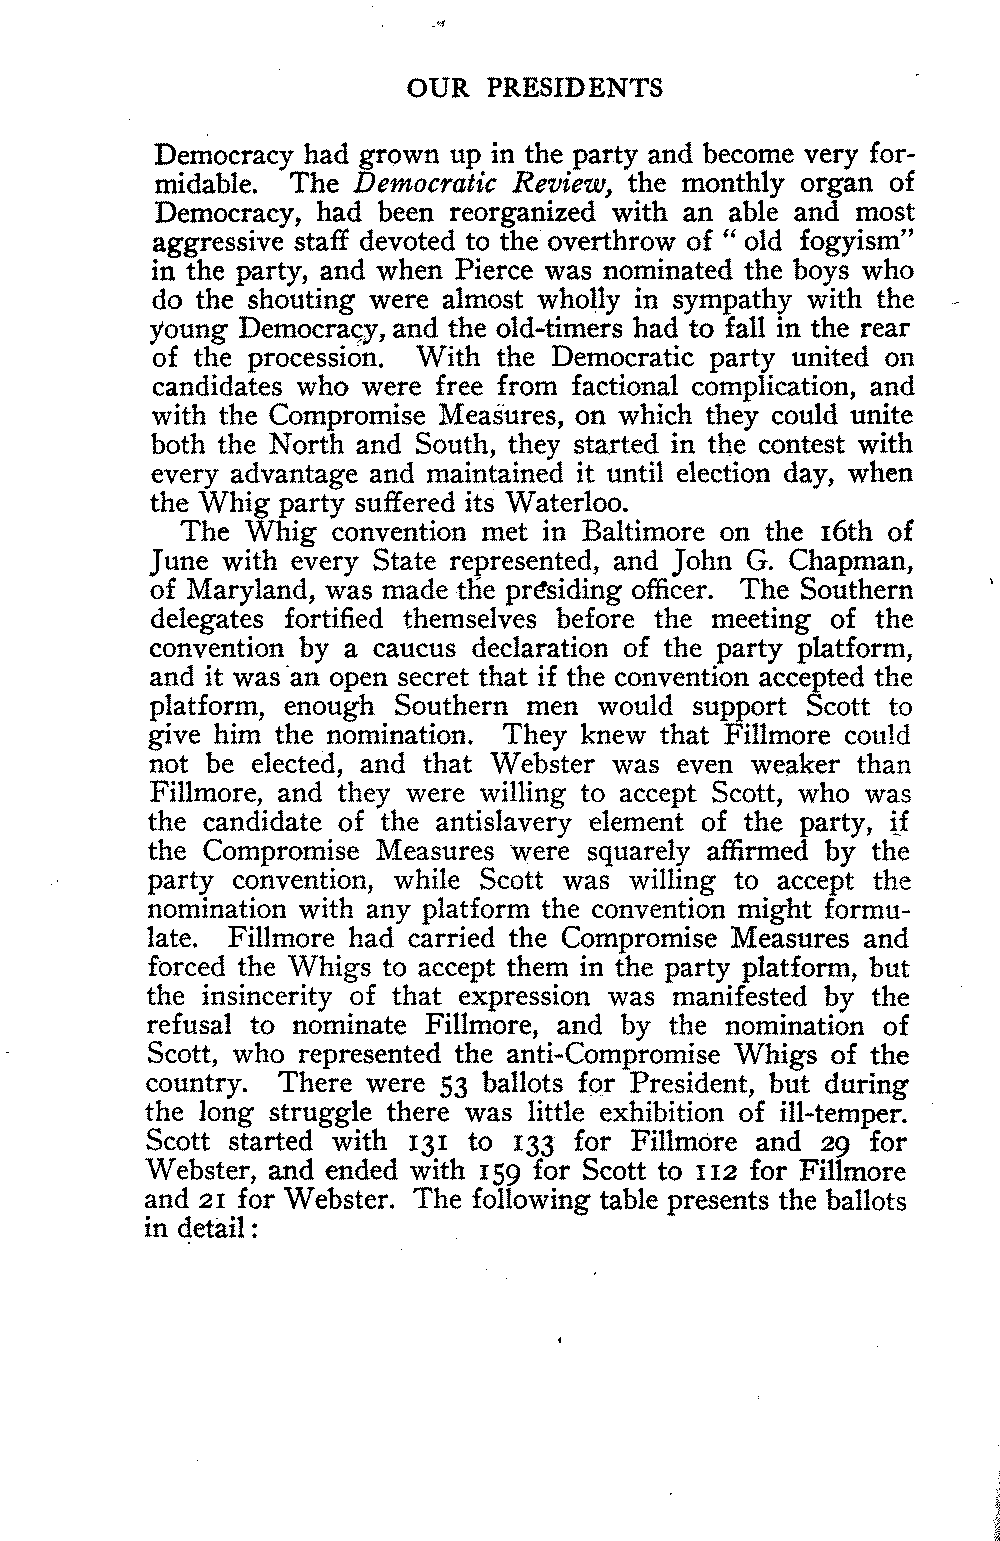 OUR PRESIDENTS
Democracy had grown up in the party and become very for-
midable. The Democratic Review, the monthly organ of
Democracy, had been reorganized with an able and most
aggressive staff devoted to the overthrow of “ old fogyism”
in the party, and when Pierce was nominated the boys who
do the shouting were almost wholly in sympathy with the
young Democracy, and the old-timers had to fall in the rear
of the procession. With the Democratic party united on
candidates who were free from factional complication, and
with the Compromise Measures, on which they could unite
both the North and South, they started in the contest with
every advantage and maintained it until election day, when
the Whig party suffered its Waterloo.
The Whig convention met in Baltimore on the 16th of
June with every State represented, and John G. Chapman,
of Maryland, was made the presiding officer. The Southern
delegates fortified themselves before the meeting of the
convention by a caucus declaration of the party platform,
and it was an open secret that if the convention accepted the
platform, enough Southern men would support Scott to
give him the nomination. They knew that Fillmore could
not be elected, and that Webster was even weaker than
Fillmore, and they were willing to accept Scott, who was
the candidate of the antislavery element of the party, if
the Compromise Measures were squarely affirmed by the
party convention, while Scott was willing to accept the
nomination with any platform the convention might formu-
late. Fillmore had carried the Compromise Measures and
forced the Whigs to accept them in the party platform, but
the insincerity of that expression was manifested by the
refusal to nominate Fillmore, and by the nomination of
Scott, who represented the anti-Compromise Whigs of the
country. There were 53 ballots for President, but during
the long struggle there was little exhibition of ill-temper.
Scott started with 131 to 133 for Fillmore and 29 for
Webster, and ended with 159 for Scott to 112 for Fillmore
and 21 for Webster. The following table presents the ballots
in detail: